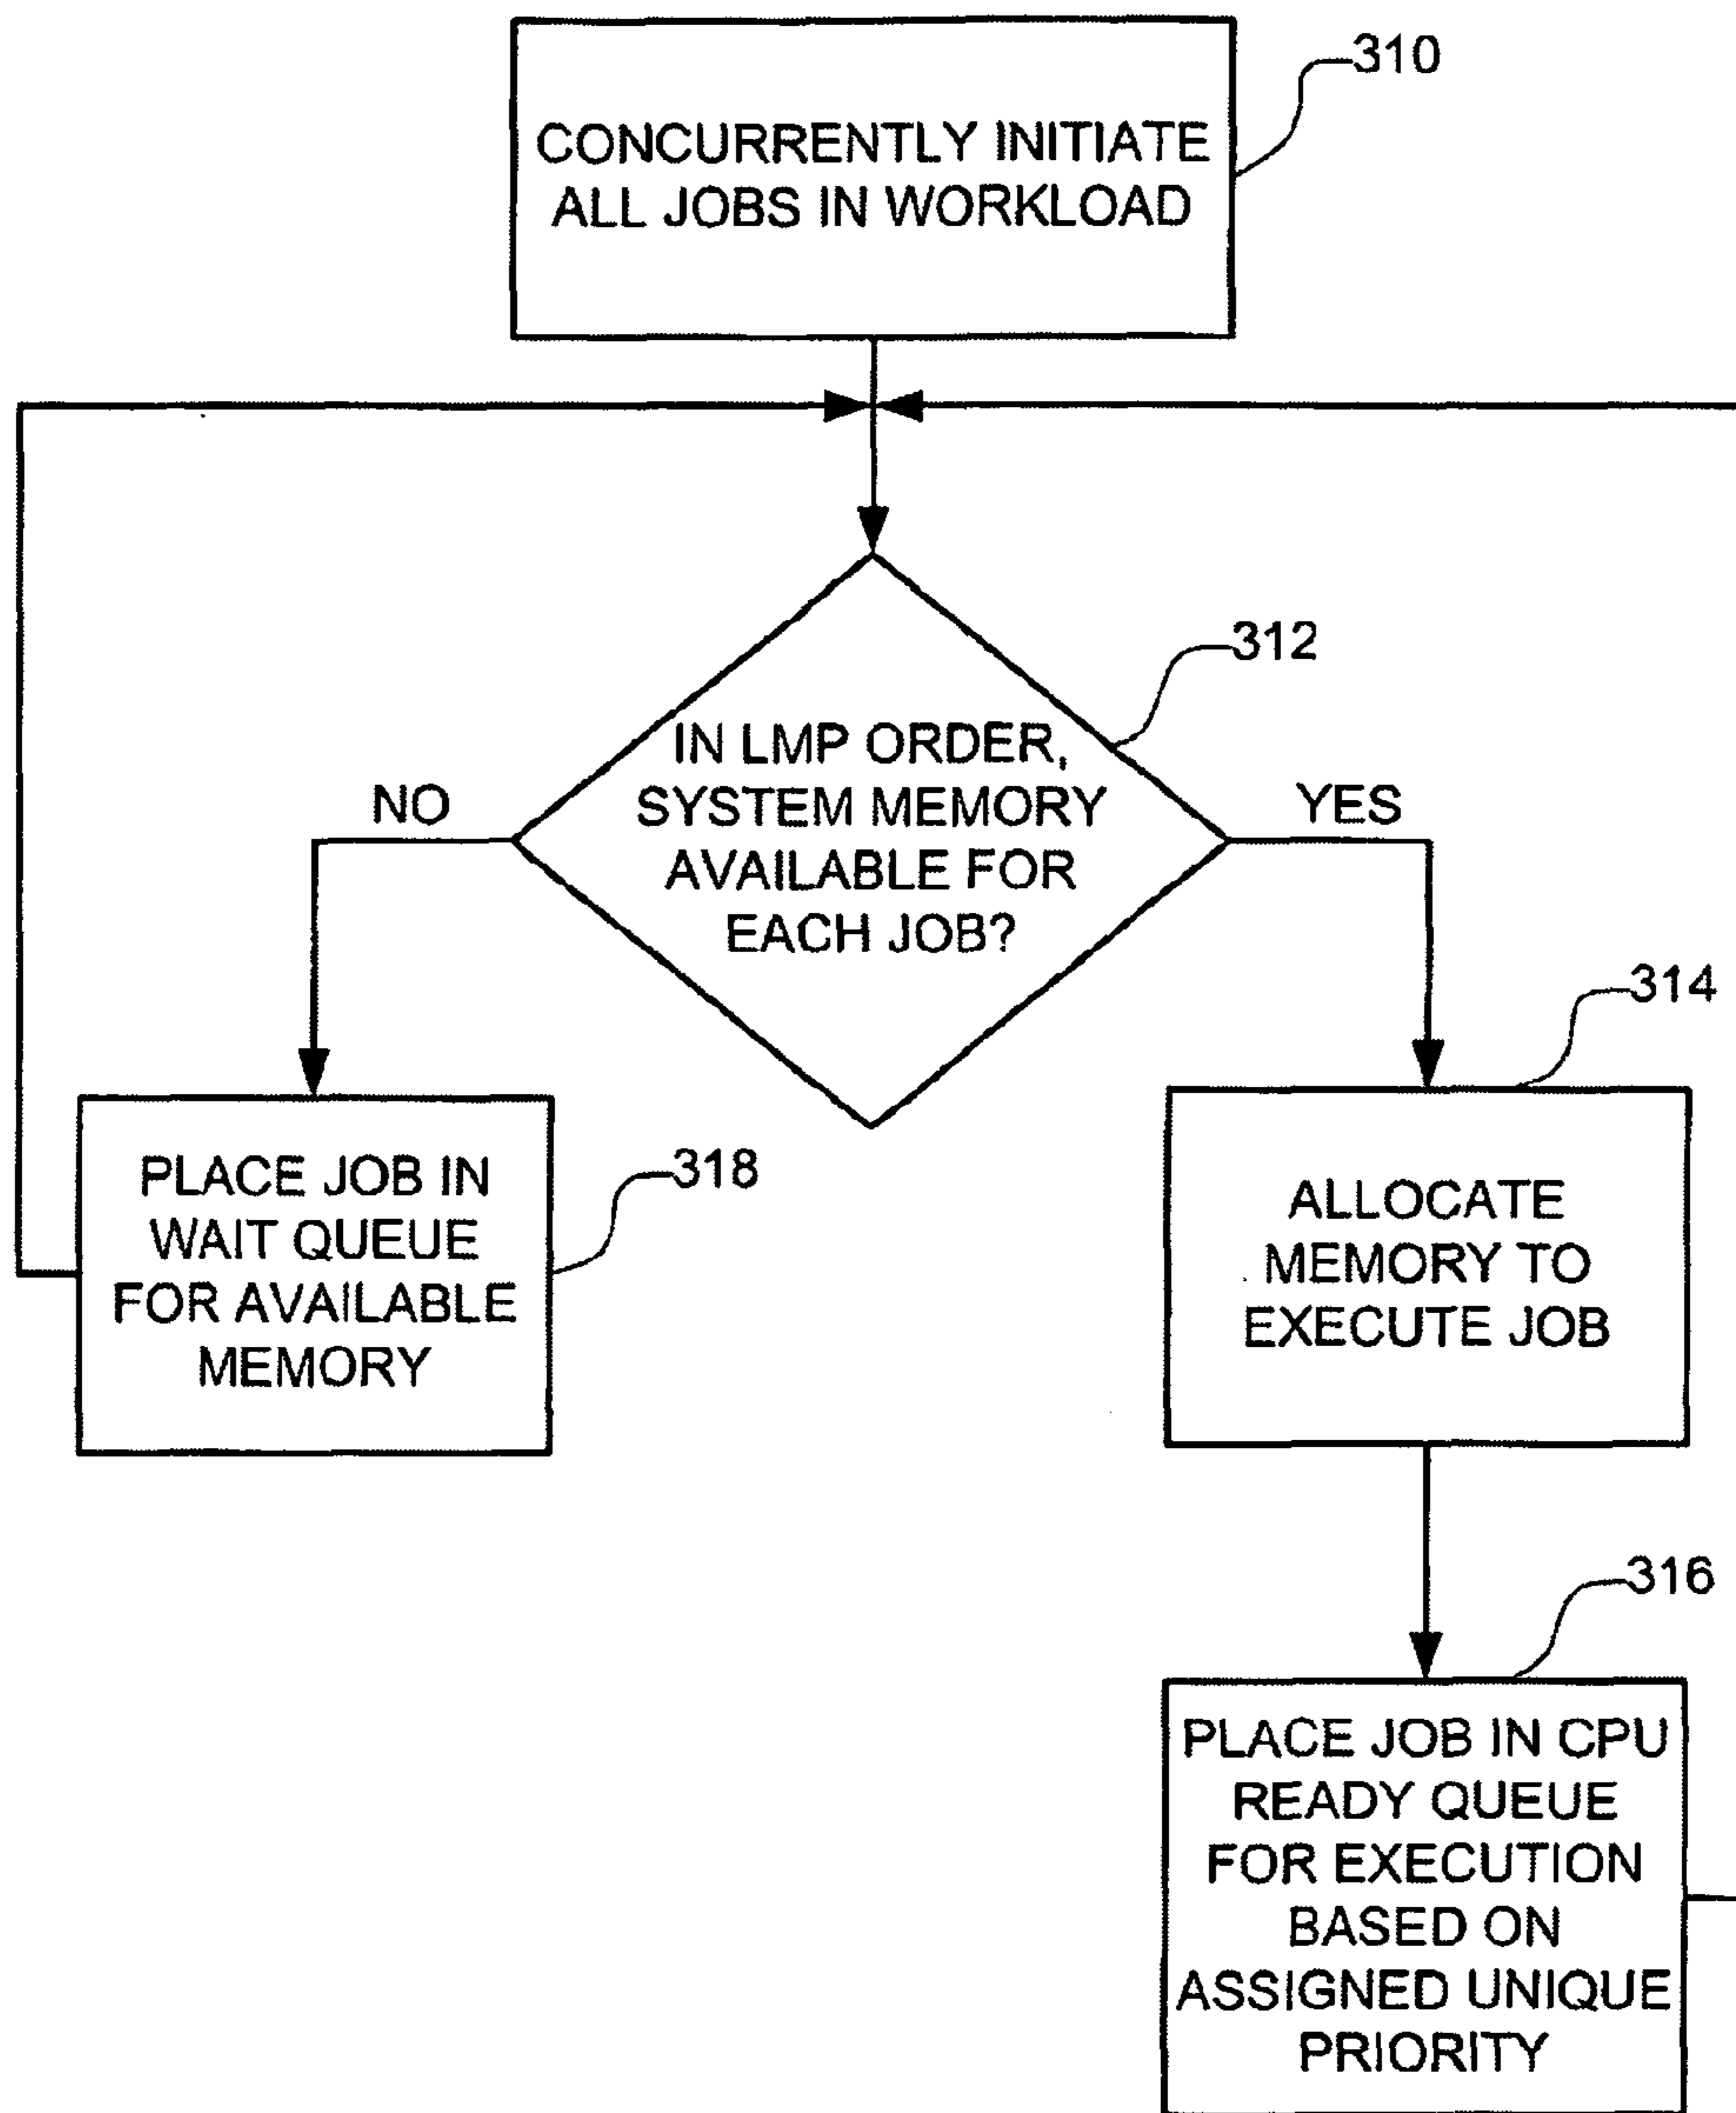 310
CONCURRENTLY INITIATE
ALL JOBS IN WORKLOAD
312
IN LMP ORDER,
SYSTEM MEMORY
AVAILABLE FOR
EACH JOB?
NO
YES
314
ALLOCATE
MEMORY TO
EXECUTE JOB
318
PLACE JOB IN
WAIT QUEUE
FOR AVAILABLE
MEMORY
316
PLACE JOB IN CPU
READY QUEUE
FOR EXECUTION
BASED ON
ASSIGNED UNIQUE
PRIORITY